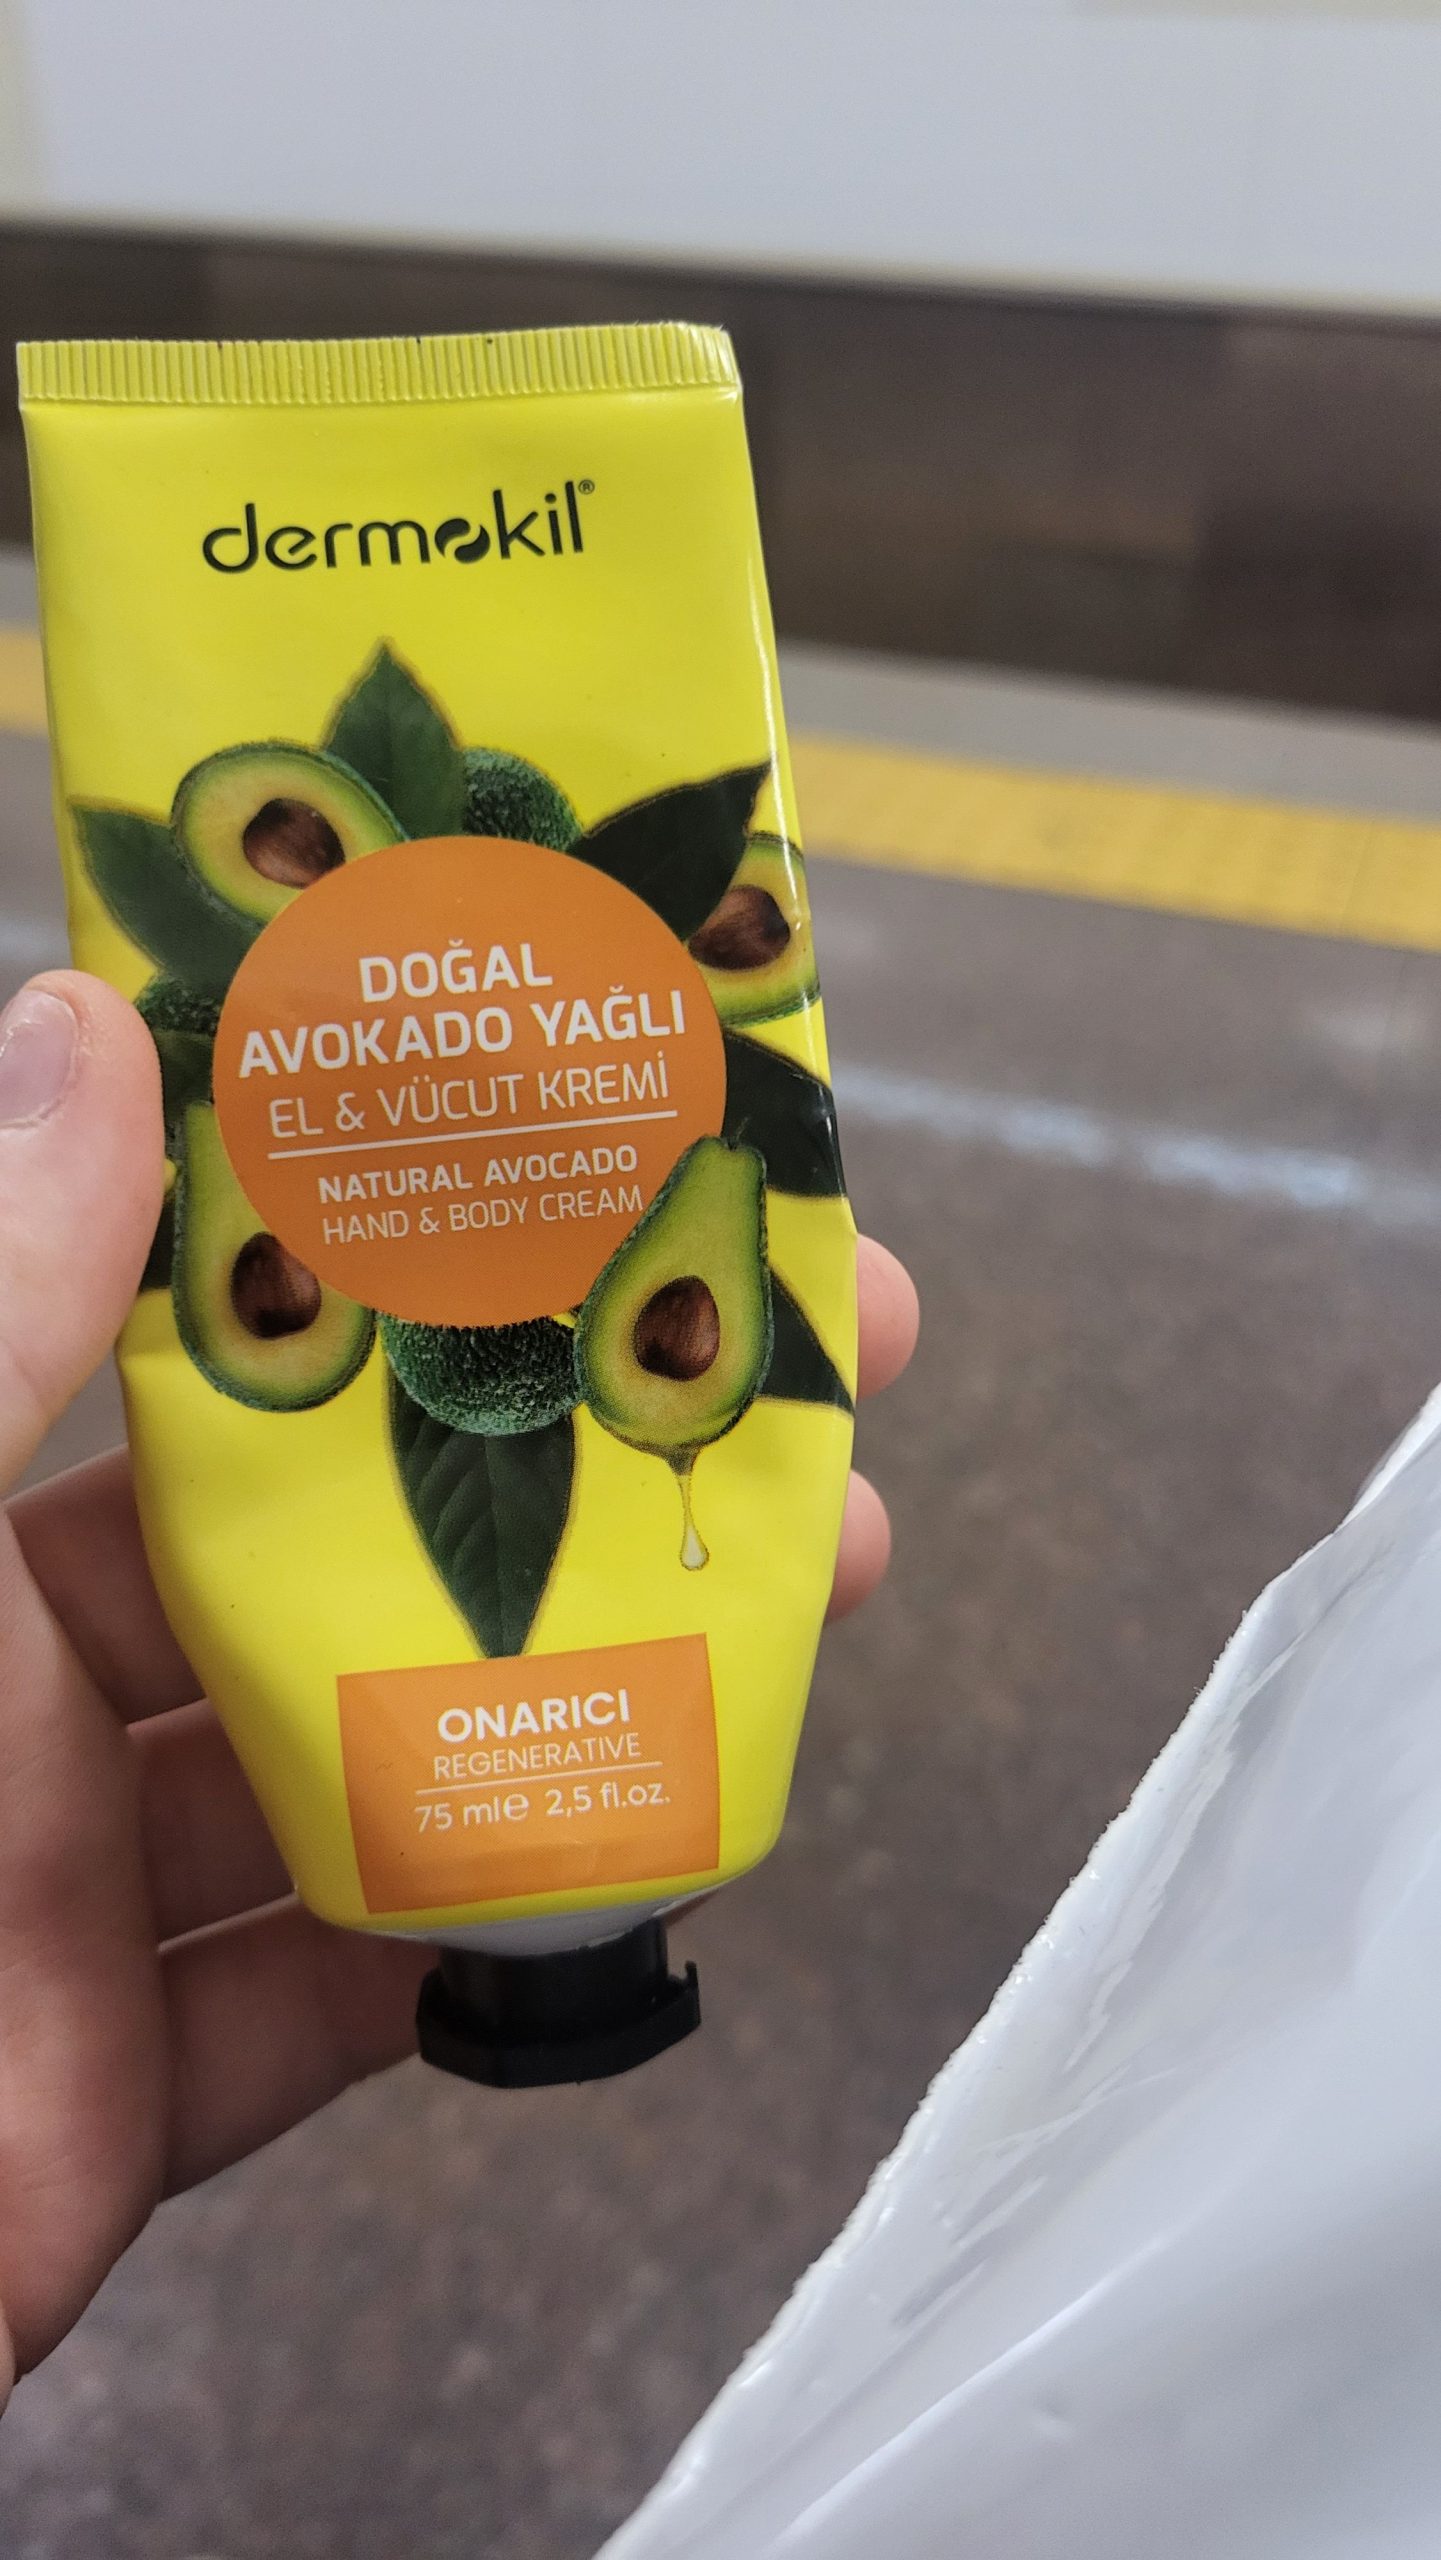 dermokil®
DOĞAL
AVOKADO YAĞLI
EL & VÜCUT KREMİ
NATURAL AVOCADO
HAND & BODY CREAM
ONARICI
REGENERATIVE
75 ml℮ 2,5 fl.oz.